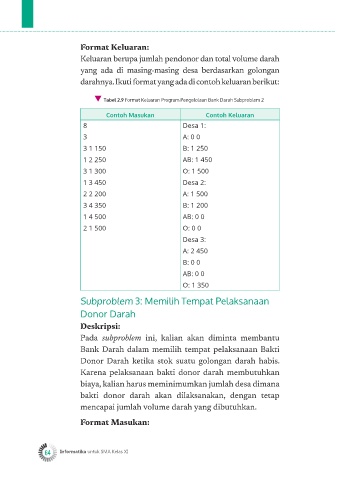 Format Keluaran:
Keluaran berupa jumlah pendonor dan total volume darah
yang ada di masing-masing desa berdasarkan golongan
darahnya. Ikuti format yang ada di contoh keluaran berikut:
Tabel 2.9 Format Keluaran Program Pengelolaan Bank Darah Subproblem 2
Contoh Masukan Contoh Keluaran
8 Desa 1:
3 A: 0 0
3 1 150 B: 1 250
1 2 250 AB: 1 450
3 1 300 O: 1 500
1 3 450 Desa 2:
2 2 200 A: 1 500
3 4 350 B: 1 200
1 4 500 AB: 0 0
2 1 500 O: 0 0
Desa 3:
A: 2 450
B: 0 0
AB: 0 0
O: 1 350
Subproblem 3: Memilih Tempat Pelaksanaan
Donor Darah
Deskripsi:
Pada subproblem ini, kalian akan diminta membantu
Bank Darah dalam memilih tempat pelaksanaan Bakti
Donor Darah ketika stok suatu golongan darah habis.
Karena pelaksanaan bakti donor darah membutuhkan
biaya, kalian harus meminimumkan jumlah desa dimana
bakti donor darah akan dilaksanakan, dengan tetap
mencapai jumlah volume darah yang dibutuhkan.
Format Masukan:
64 Informatika untuk SMA Kelas XI